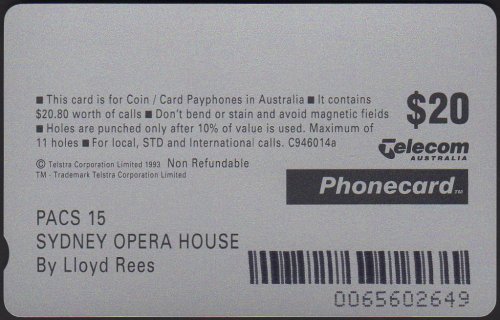 ■ This card is for Coin / Card Payphones in Australia ■ It contains
$20.80 worth of calls ■ Don't bend or stain and avoid magnetic fields
■ Holes are punched only after 10% of value is used. Maximum of
11 holes ■ For local, STD and International calls. C946014a
© Telstra Corporation Limited 1993 Non Refundable
TM - Trademark Telstra Corporation Limited
$20
Telecom
AUSTRALIA
Phonecard™
PACS 15
SYDNEY OPERA HOUSE
By Lloyd Rees
0065602649